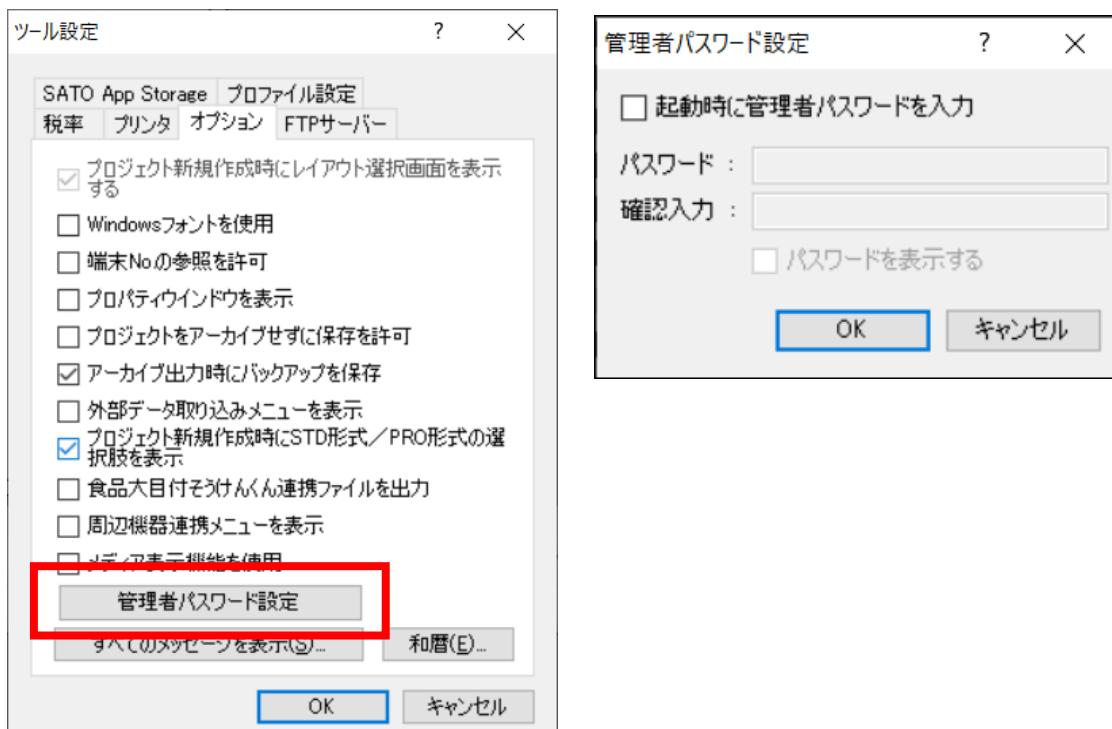 ツール設定
?
SATO App Storage
プロファイル設定
税率
プリンタ
オプション
FTPサーバー
プロジェクト新規作成時にレイアウト選択画面を表示
する
Windowsフォントを使用
端末No.の参照を許可
プロパティウインドウを表示
プロジェクトをアーカイブせずに保存を許可
アーカイブ出力時にバックアップを保存
外部データ取り込みメニューを表示
プロジェクト新規作成時にSTD形式/PRO形式の選
択肢を表示
食品大目付そうけんくん連携ファイルを出力
周辺機器連携メニューを表示
メディア表示機能を使用
管理者パスワード設定
すべてのメッセージを表示(S)...
和暦(E)...
OK
キャンセル
管理者パスワード設定
?
起動時に管理者パスワードを入力
パスワード :
確認入力 :
パスワードを表示する
OK
キャンセル